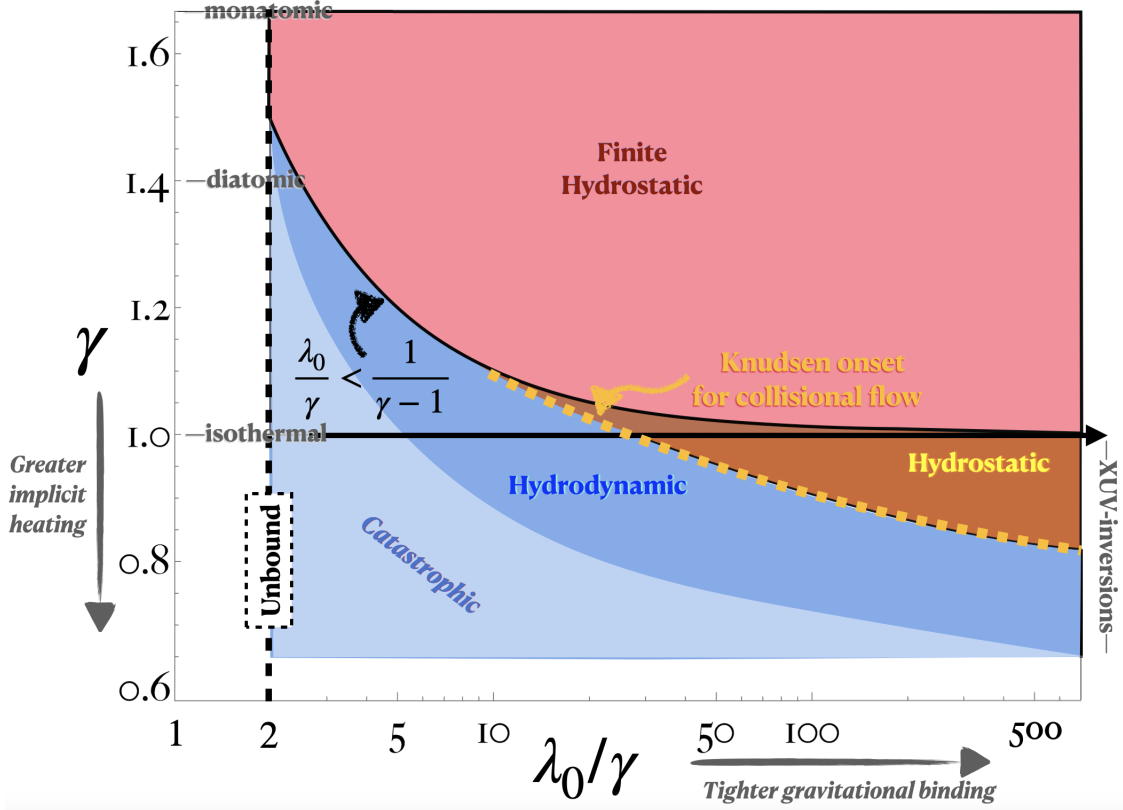 —monatomic
1.6
Finite
Hydrostatic
1.4
—diatomic
1.2
γ
λ₀/γ < 1/(γ − 1)
Knudsen onset
for collisional flow
1.0
—isothermal
Hydrostatic
Greater
implicit
heating
Hydrodynamic
—XUV-inversions—
Unbound
Catastrophic
0.8
0.6
1 2 5 10 50 100 500
λ₀/γ
Tighter gravitational binding